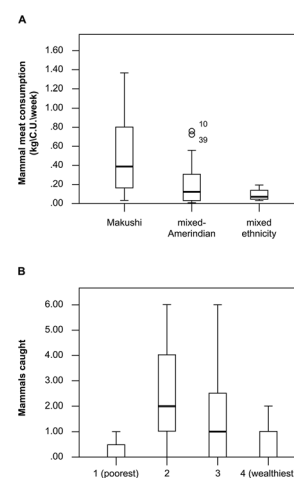 A
Mammal meat consumption
(kg\C.U.\week)
1.60
1.40
1.20
1.00
.80
.60
.40
.20
.00
10
39
Makushi
mixed-
Amerindian
mixed
ethnicity
B
Mammals caught
6.00
5.00
4.00
3.00
2.00
1.00
.00
1 (poorest)
2
3
4 (wealthiest)